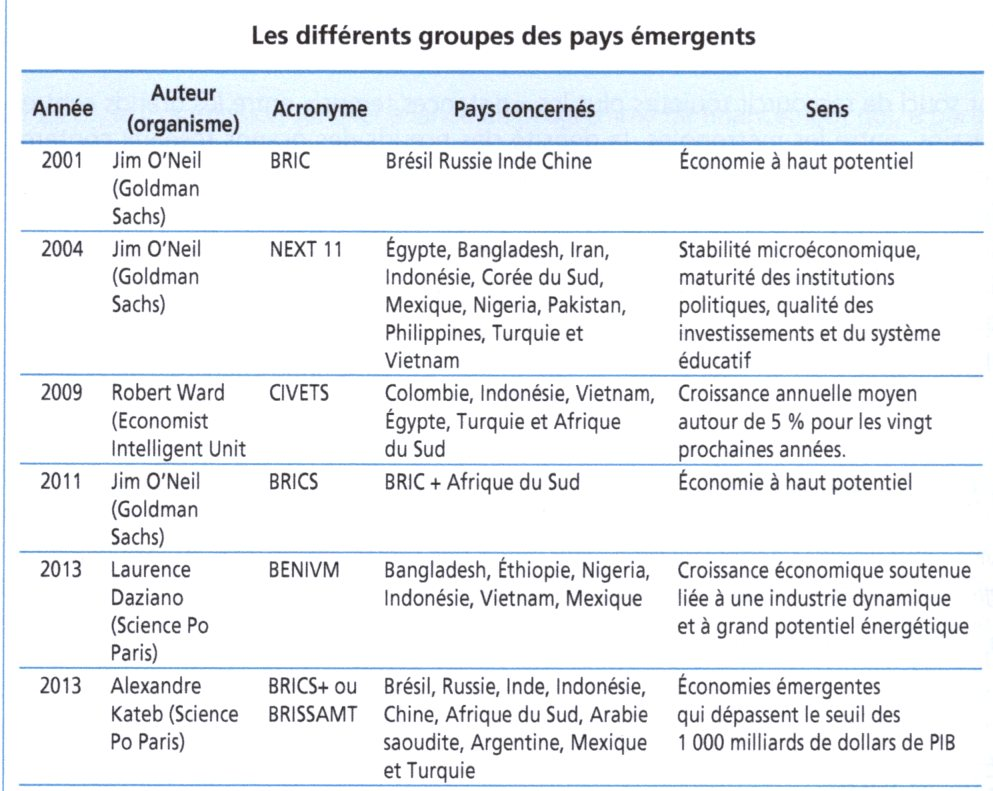 Les différents groupes des pays émergents
Année
Auteur
(organisme)
Acronyme
Pays concernés
Sens
2001
Jim O'Neil
(Goldman
Sachs)
BRIC
Brésil Russie Inde Chine
Économie à haut potentiel
2004
Jim O'Neil
(Goldman
Sachs)
NEXT 11
Égypte, Bangladesh, Iran,
Indonésie, Corée du Sud,
Mexique, Nigeria, Pakistan,
Philippines, Turquie et
Vietnam
Stabilité microéconomique,
maturité des institutions
politiques, qualité des
investissements et du système
éducatif
2009
Robert Ward
(Economist
Intelligent Unit
CIVETS
Colombie, Indonésie, Vietnam,
Égypte, Turquie et Afrique
du Sud
Croissance annuelle moyen
autour de 5 % pour les vingt
prochaines années.
2011
Jim O'Neil
(Goldman
Sachs)
BRICS
BRIC + Afrique du Sud
Économie à haut potentiel
2013
Laurence
Daziano
(Science Po
Paris)
BENIVM
Bangladesh, Éthiopie, Nigeria,
Indonésie, Vietnam, Mexique
Croissance économique soutenue
liée à une industrie dynamique
et à grand potentiel énergétique
2013
Alexandre
Kateb (Science
Po Paris)
BRICS+ ou
BRISSAMT
Brésil, Russie, Inde, Indonésie,
Chine, Afrique du Sud, Arabie
saoudite, Argentine, Mexique
et Turquie
Économies émergentes
qui dépassent le seuil des
1 000 milliards de dollars de PIB